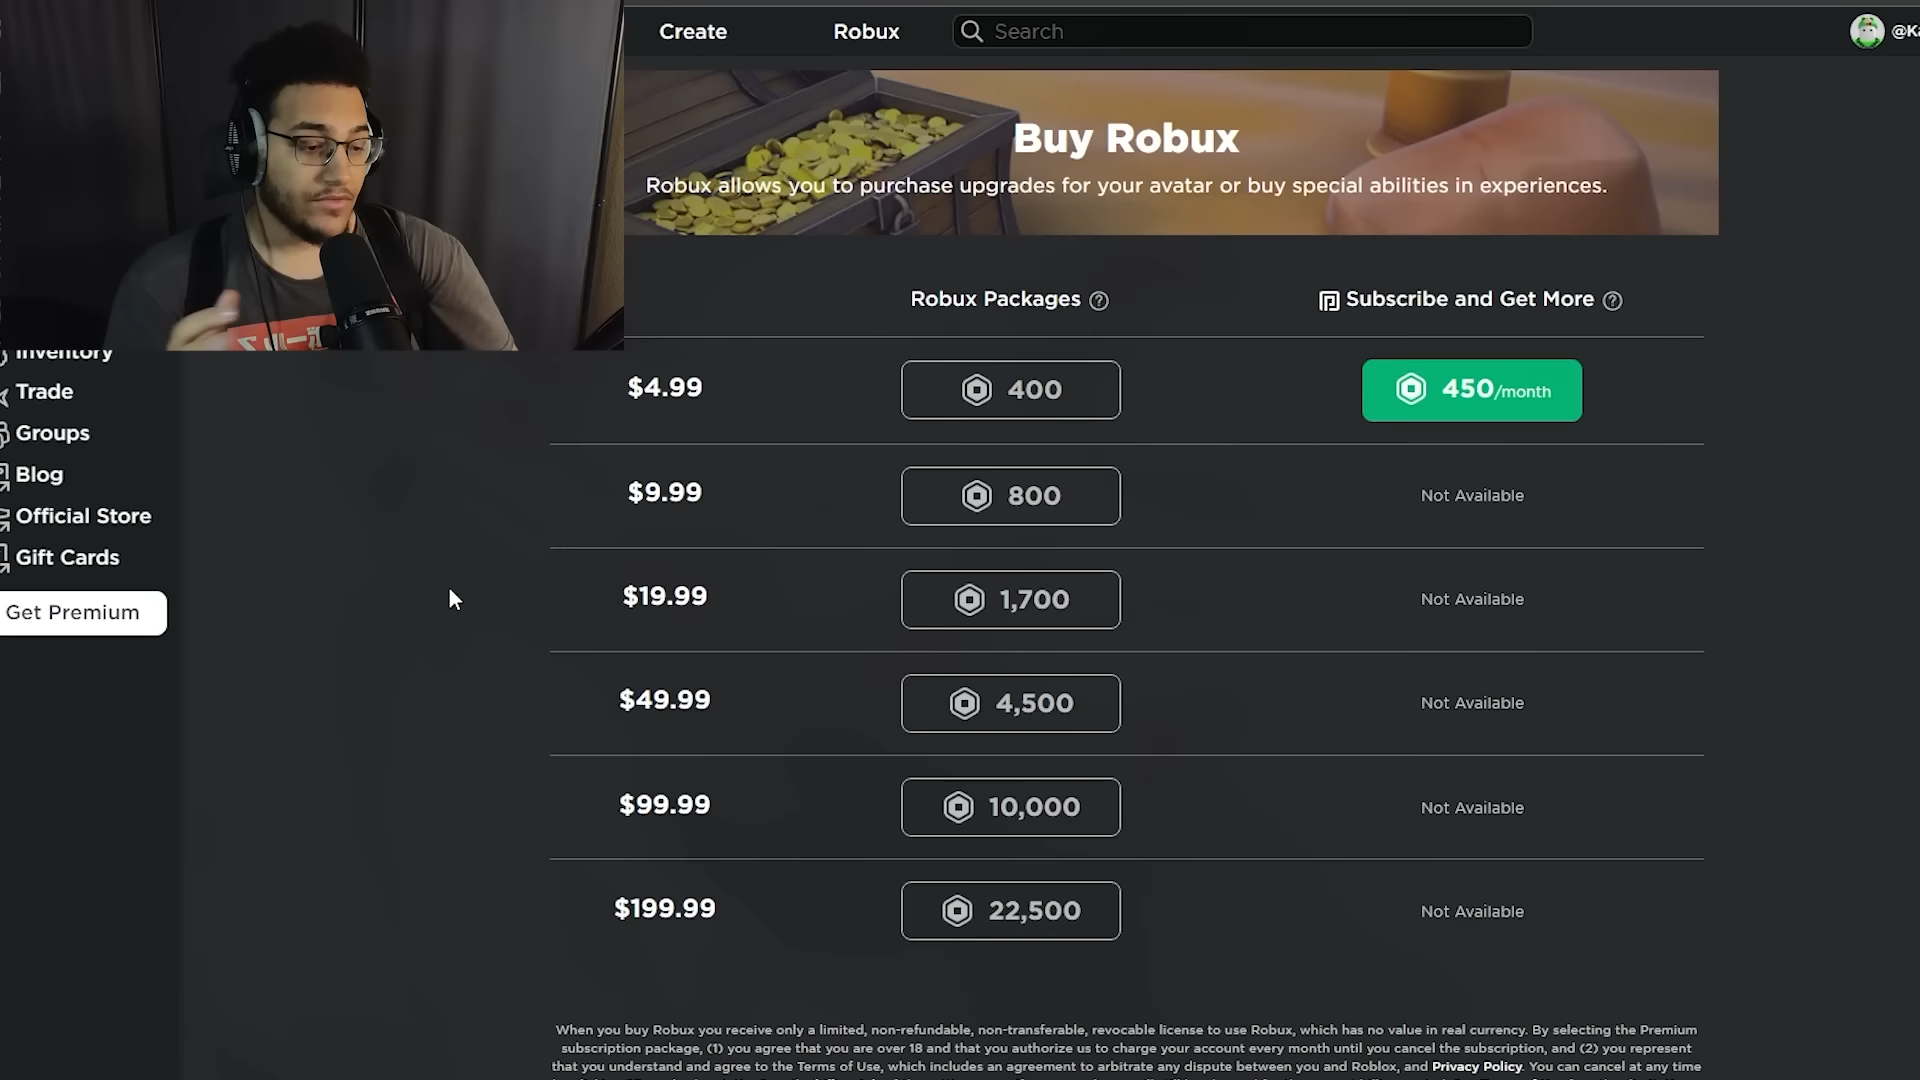 Create
Robux
Search
Buy Robux
Robux allows you to purchase upgrades for your avatar or buy special abilities in experiences.
Robux Packages
Subscribe and Get More
Inventory
Trade
Groups
Blog
Official Store
Gift Cards
Get Premium
$4.99 400 450/month
$9.99 800 Not Available
$19.99 1,700 Not Available
$49.99 4,500 Not Available
$99.99 10,000 Not Available
$199.99 22,500 Not Available
When you buy Robux you receive only a limited, non-refundable, non-transferable, revocable license to use Robux, which has no value in real currency. By selecting the Premium
subscription package, (1) you agree that you are over 18 and that you authorize us to charge your account every month until you cancel the subscription, and (2) you represent
that you understand and agree to the Terms of Use, which includes an agreement to arbitrate any dispute between you and Roblox, and Privacy Policy. You can cancel at any time